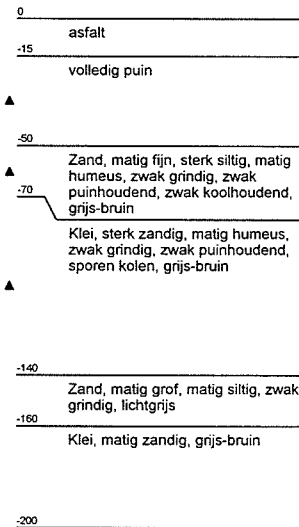 0
asfalt
-15
volledig puin
-50
Zand, matig fijn, sterk siltig, matig
humeus, zwak grindig, zwak
puinhoudend, zwak koolhoudend,
grijs-bruin
-70
Klei, sterk zandig, matig humeus,
zwak grindig, zwak puinhoudend,
sporen kolen, grijs-bruin
-140
Zand, matig grof, matig siltig, zwak
grindig, lichtgrijs
-160
Klei, matig zandig, grijs-bruin
-200